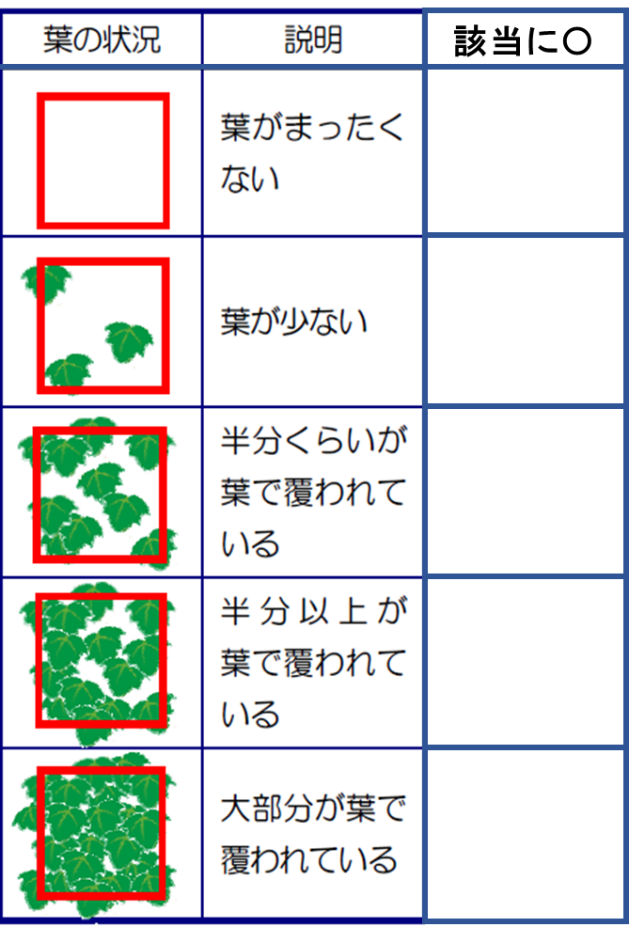 葉の状況
説明
該当に〇
葉がまったく
ない
葉が少ない
半分くらいが
葉で覆われて
いる
半分以上が
葉で覆われて
いる
大部分が葉で
覆われている